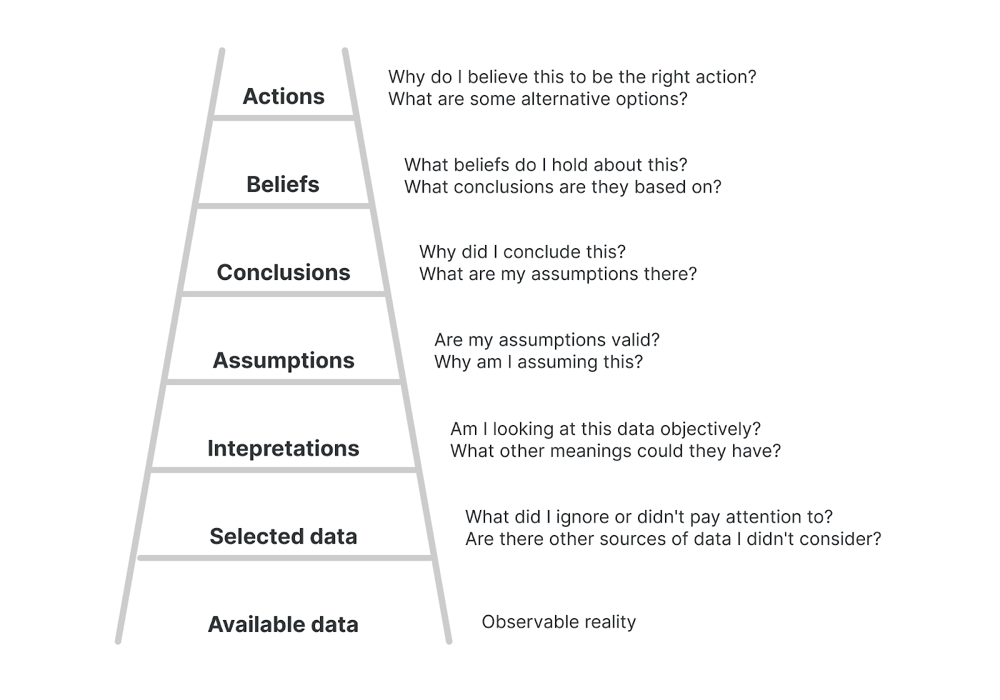 Why do I believe this to be the right action?
Actions
What are some alternative options?
What beliefs do I hold about this?
Beliefs
What conclusions are they based on?
Why did I conclude this?
Conclusions
What are my assumptions there?
Are my assumptions valid?
Assumptions
Why am I assuming this?
Am I looking at this data objectively?
Intepretations
What other meanings could they have?
What did I ignore or didn't pay attention to?
Selected data
Are there other sources of data I didn't consider?
Available data
Observable reality